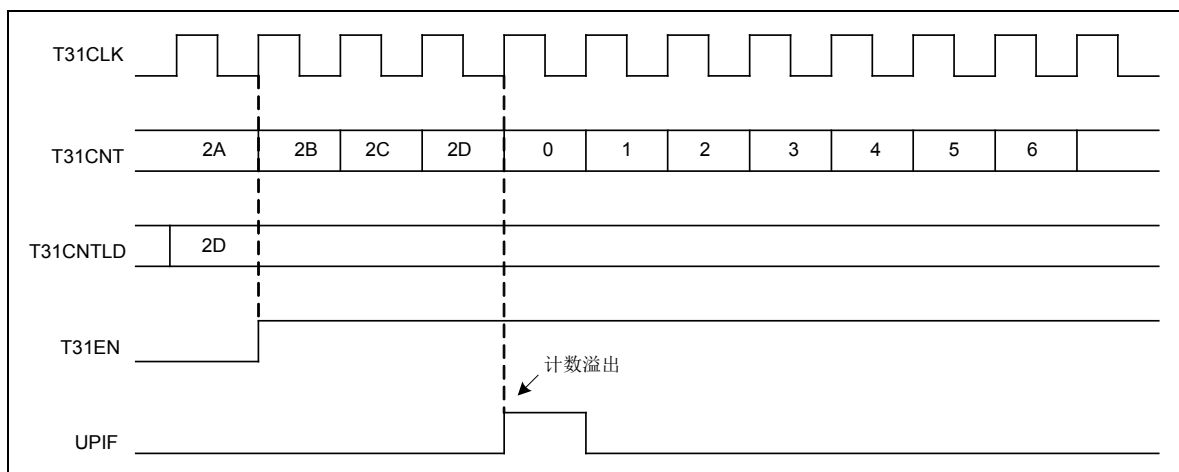 T31CLK
T31CNT 2A 2B 2C 2D 0 1 2 3 4 5 6
T31CNTLD 2D
T31EN
计数溢出
UPIF